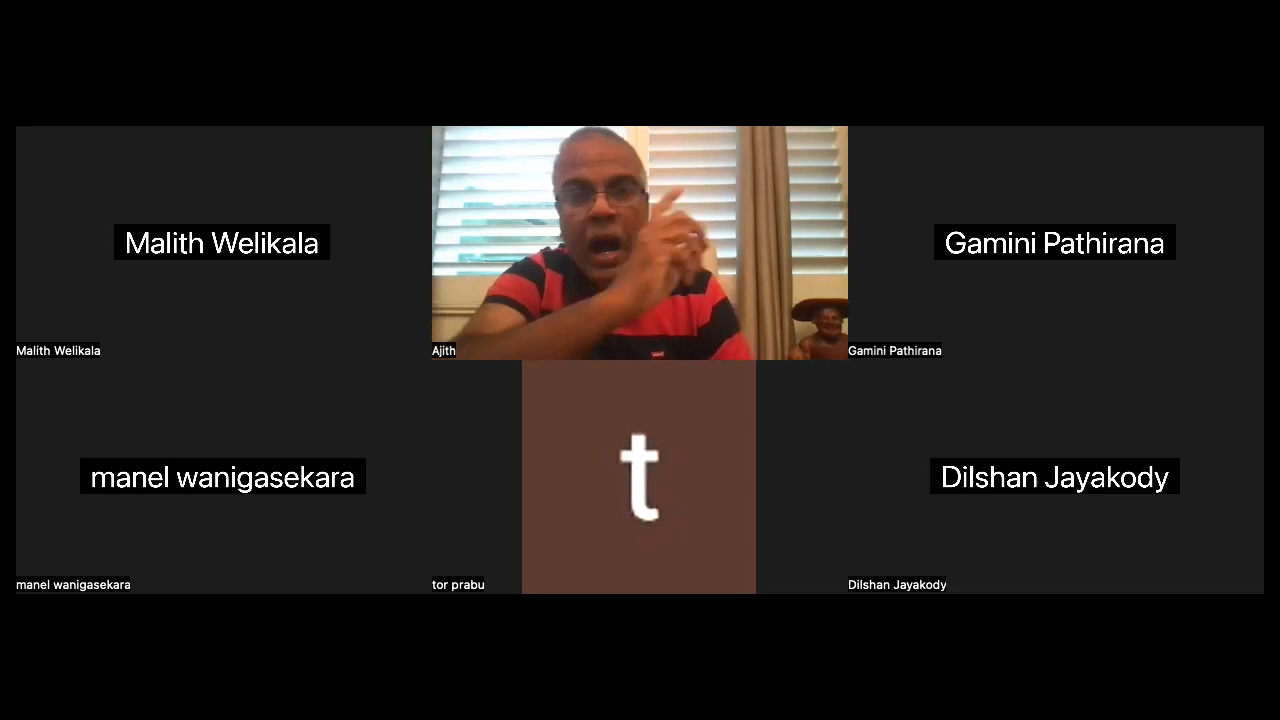 Malith Welikala
Gamini Pathirana
Malith Welikala
Ajith
Gamini Pathirana
manel wanigasekara
t
Dilshan Jayakody
manel wanigasekara
tor prabu
Dilshan Jayakody